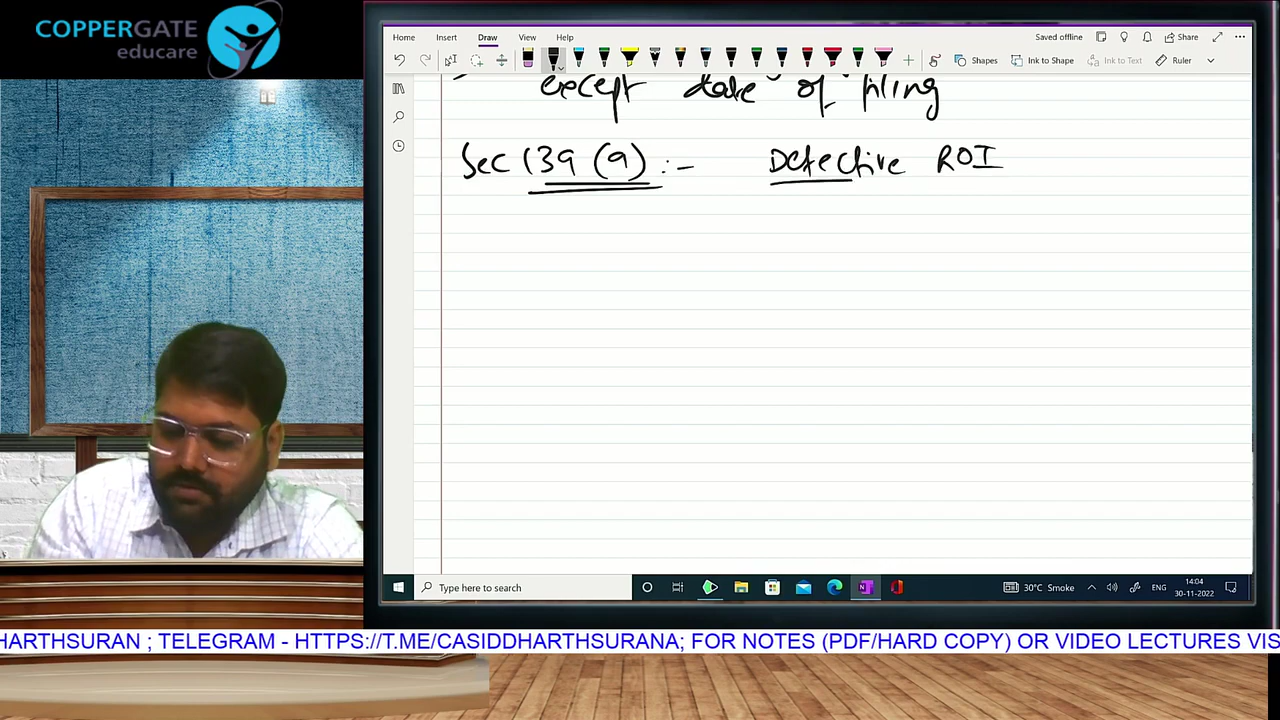 COPPERGATE
educare
Home Insert Draw View Help
Saved offline
Share
Shapes
Ink to Shape
Ink to Text
Ruler
except date of filing
Sec 139 (9) :- Defective ROI
Type here to search
30°C Smoke
ENG
14:04
30-11-2022
HARTHSURAN ; TELEGRAM - HTTPS://T.ME/CASIDDHARTHSURANA; FOR NOTES (PDF/HARD COPY) OR VIDEO LECTURES VIS